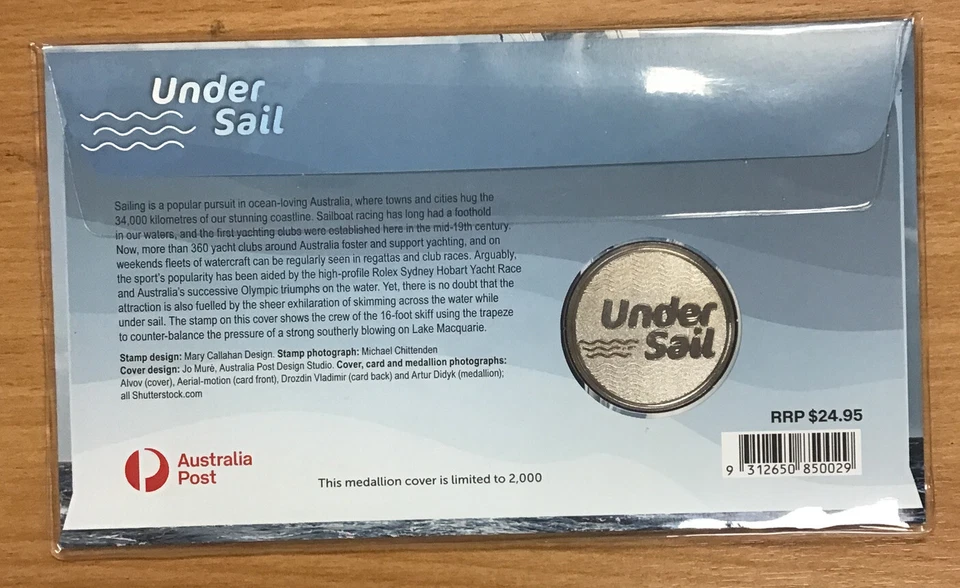 Under
Sail
Sailing is a popular pursuit in ocean-loving Australia, where towns and cities hug the
34,000 kilometres of our stunning coastline. Sailboat racing has long had a foothold
in our waters, and the first yachting clubs were established here in the mid-19th century.
Now, more than 360 yacht clubs around Australia foster and support yachting, and on
weekends fleets of watercraft can be regularly seen in regattas and club races. Arguably,
the sport's popularity has been aided by the high-profile Rolex Sydney Hobart Yacht Race
and Australia's successive Olympic triumphs on the water. Yet, there is no doubt that the
attraction is also fuelled by the sheer exhilaration of skimming across the water while
under sail. The stamp on this cover shows the crew of the 16-foot skiff using the trapeze
to counter-balance the pressure of a strong southerly blowing on Lake Macquarie.
Stamp design: Mary Callahan Design. Stamp photograph: Michael Chittenden
Cover design: Jo Murè, Australia Post Design Studio. Cover, card and medallion photographs:
Alvov (cover), Aerial-motion (card front), Drozdin Vladimir (card back) and Artur Didyk (medallion);
all Shutterstock.com
Under
Sail
RRP $24.95
9 312650 850029
Australia
Post
This medallion cover is limited to 2,000